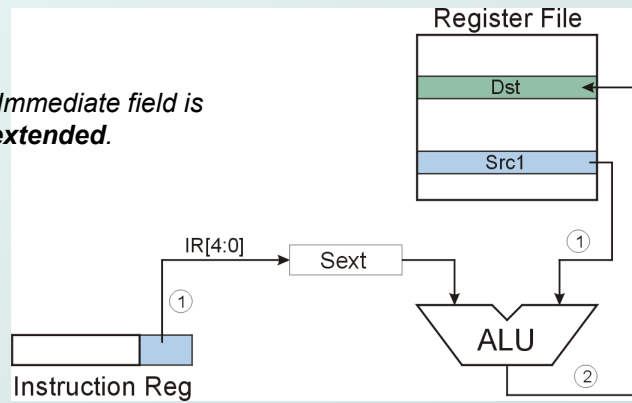 Register File
Immediate field is
extended.
Dst
Src1
IR[4:0]
Sext
1
1
ALU
2
Instruction Reg